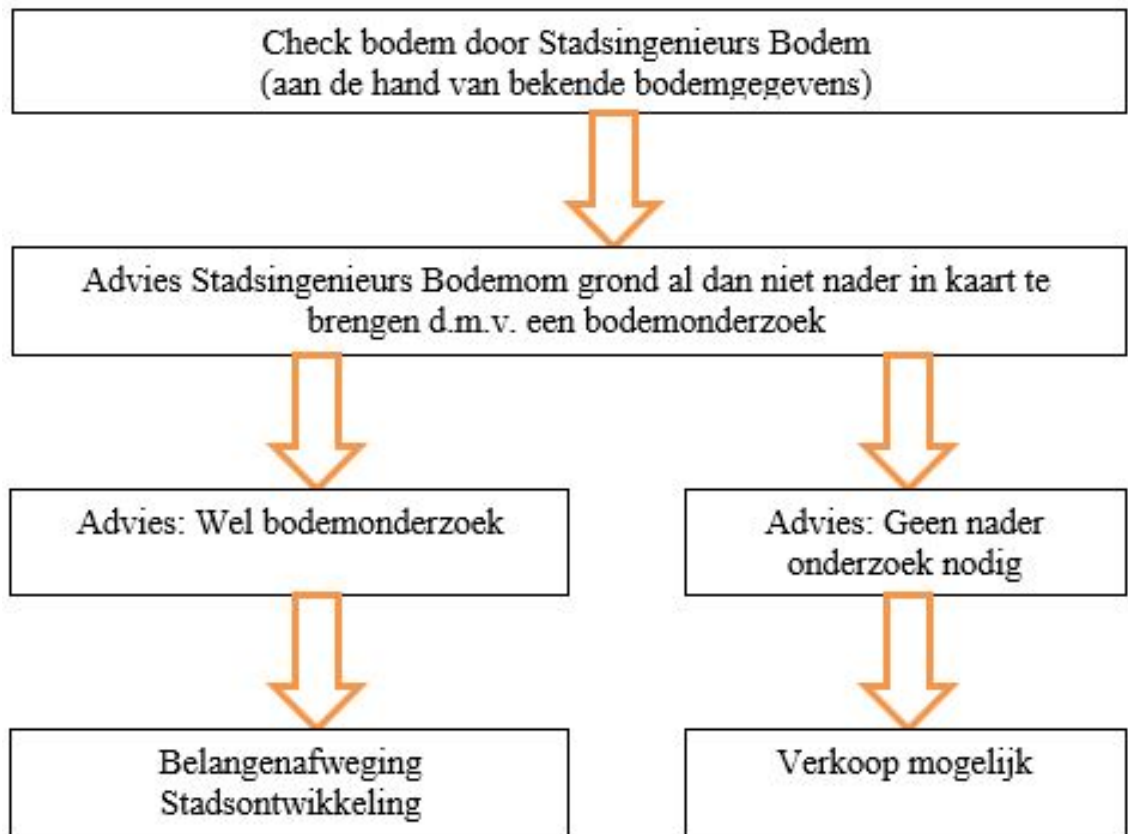 Check bodem door Stadsingenieurs Bodem
(aan de hand van bekende bodemgegevens)
Advies Stadsingenieurs Bodemom grond al dan niet nader in kaart te
brengen d.m.v. een bodemonderzoek
Advies: Wel bodemonderzoek
Advies: Geen nader
onderzoek nodig
Belangenafweging
Stadsontwikkeling
Verkoop mogelijk